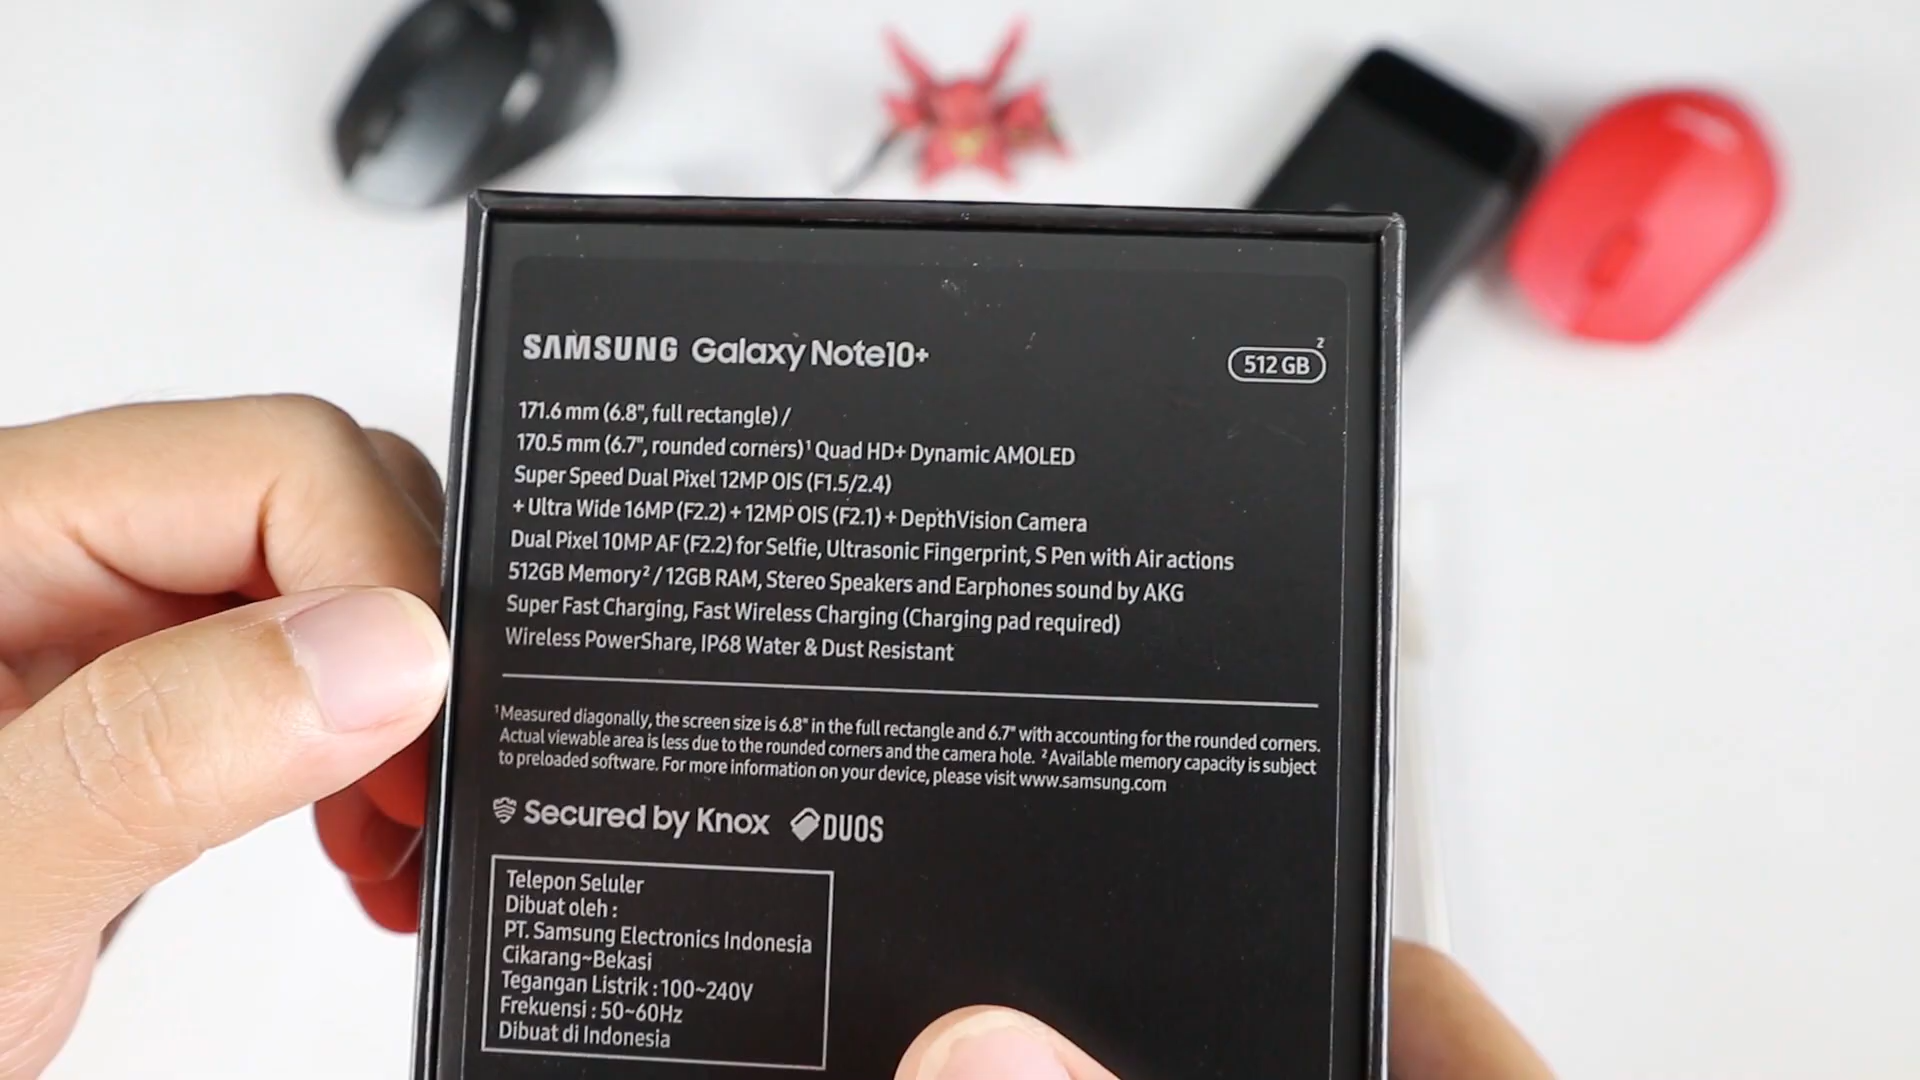 SAMSUNG Galaxy Note10+
512 GB ²
171.6 mm (6.8", full rectangle) /
170.5 mm (6.7", rounded corners)¹ Quad HD+ Dynamic AMOLED
Super Speed Dual Pixel 12MP OIS (F1.5/2.4)
+ Ultra Wide 16MP (F2.2) + 12MP OIS (F2.1) + DepthVision Camera
Dual Pixel 10MP AF (F2.2) for Selfie, Ultrasonic Fingerprint, S Pen with Air actions
512GB Memory² / 12GB RAM, Stereo Speakers and Earphones sound by AKG
Super Fast Charging, Fast Wireless Charging (Charging pad required)
Wireless PowerShare, IP68 Water & Dust Resistant
¹Measured diagonally, the screen size is 6.8" in the full rectangle and 6.7" with accounting for the rounded corners.
Actual viewable area is less due to the rounded corners and the camera hole. ²Available memory capacity is subject
to preloaded software. For more information on your device, please visit www.samsung.com
Secured by Knox DUOS
Telepon Seluler
Dibuat oleh :
PT. Samsung Electronics Indonesia
Cikarang~Bekasi
Tegangan Listrik : 100~240V
Frekuensi : 50~60Hz
Dibuat di Indonesia